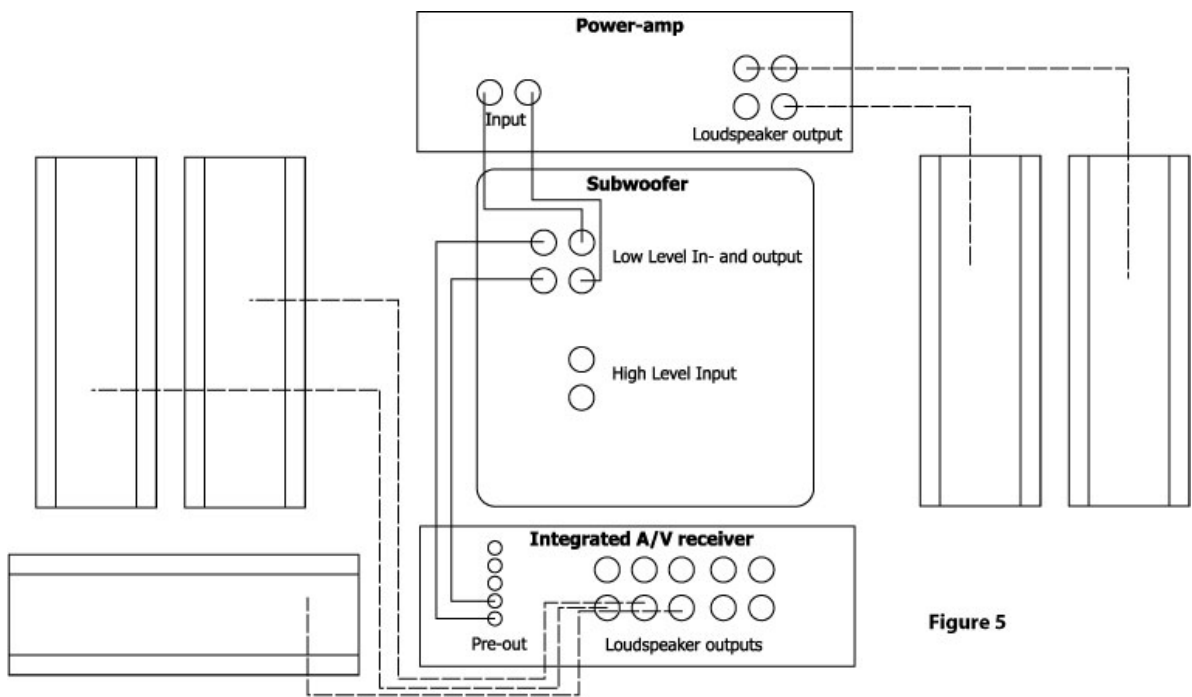 Power-amp
Input
Loudspeaker output
Subwoofer
Low Level In- and output
High Level Input
Integrated A/V receiver
Pre-out
Loudspeaker outputs
Figure 5